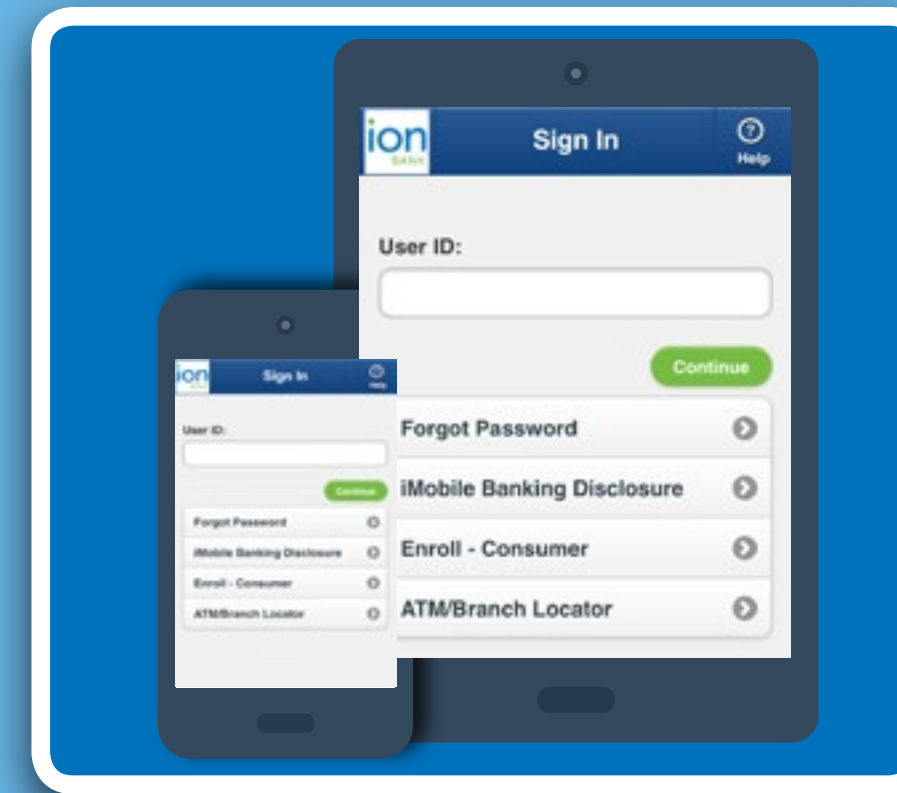 ion
BANK
Sign In
Help
User ID:
Continue
Forgot Password
iMobile Banking Disclosure
Enroll - Consumer
ATM/Branch Locator
ion
BANK
Sign In
Help
User ID:
Continue
Forgot Password
iMobile Banking Disclosure
Enroll - Consumer
ATM/Branch Locator